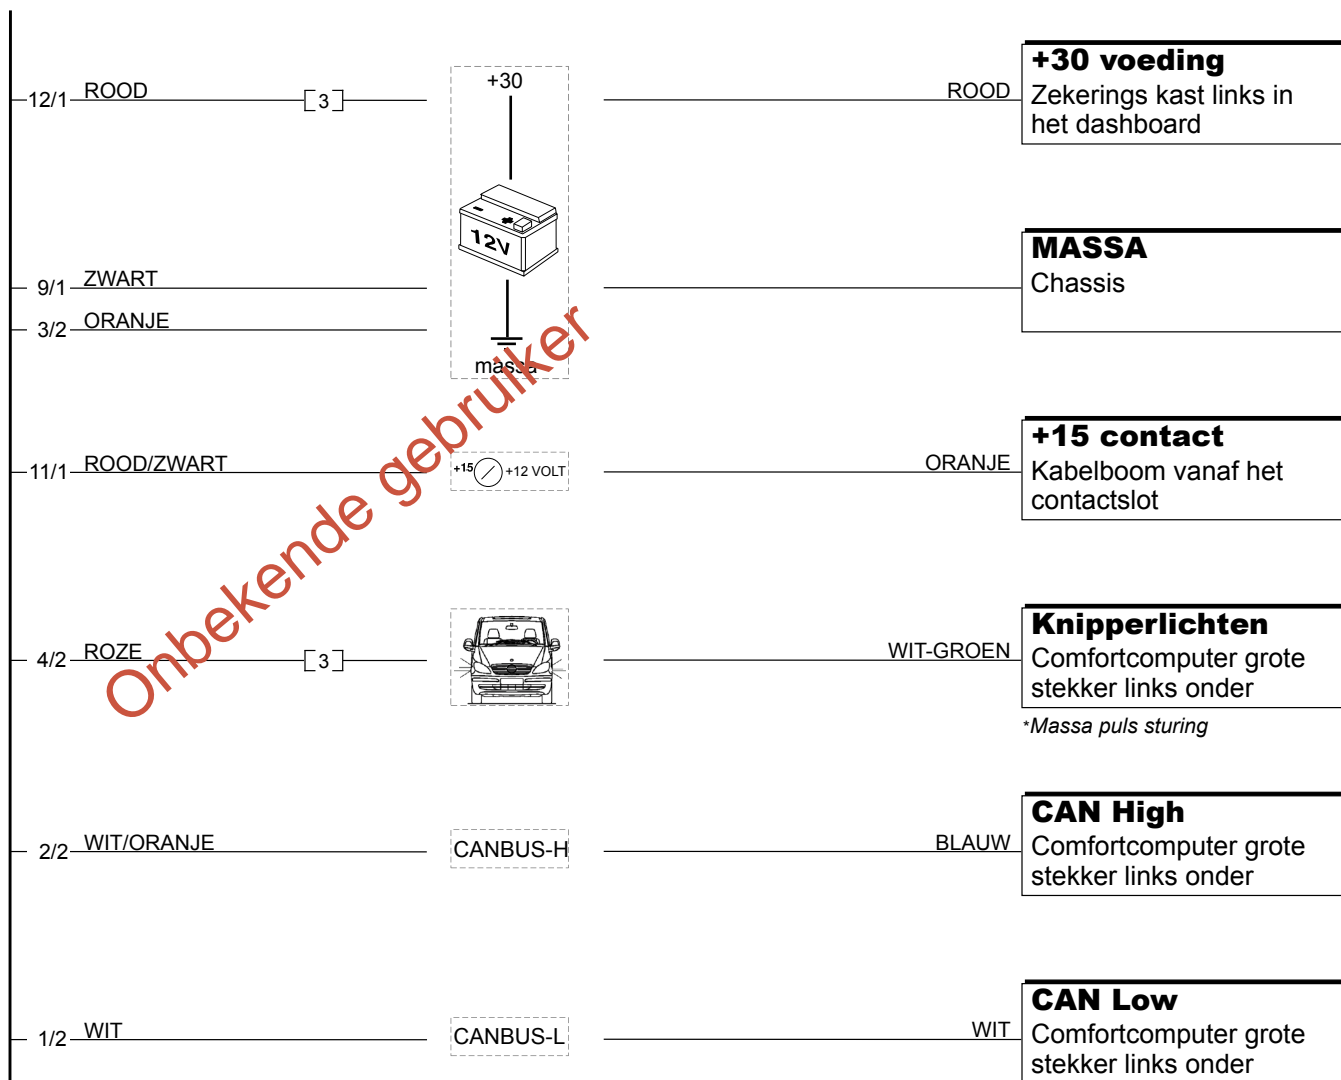 12/1 ROOD [3] +30 ROOD
+30 voeding
Zekerings kast links in
het dashboard
12V
9/1 ZWART
3/2 ORANJE
massa
MASSA
Chassis
11/1 ROOD/ZWART +15 +12 VOLT ORANJE
+15 contact
Kabelboom vanaf het
contactslot
Onbekende gebruiker
4/2 ROZE [3] WIT-GROEN
Knipperlichten
Comfortcomputer grote
stekker links onder
*Massa puls sturing
2/2 WIT/ORANJE CANBUS-H BLAUW
CAN High
Comfortcomputer grote
stekker links onder
1/2 WIT CANBUS-L WIT
CAN Low
Comfortcomputer grote
stekker links onder